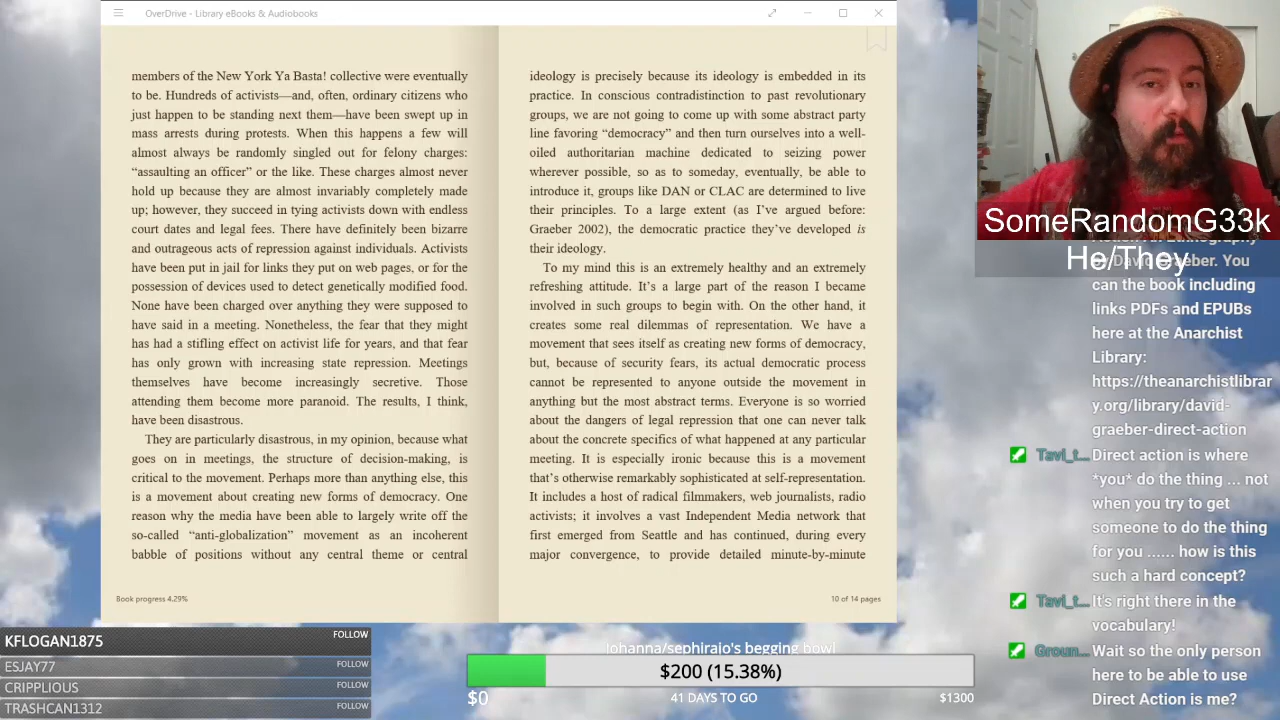 OverDrive - Library eBooks & Audiobooks
members of the New York Ya Basta! collective were eventually
to be. Hundreds of activists—and, often, ordinary citizens who
just happen to be standing next them—have been swept up in
mass arrests during protests. When this happens a few will
almost always be randomly singled out for felony charges:
“assaulting an officer” or the like. These charges almost never
hold up because they are almost invariably completely made
up; however, they succeed in tying activists down with endless
court dates and legal fees. There have definitely been bizarre
and outrageous acts of repression against individuals. Activists
have been put in jail for links they put on web pages, or for the
possession of devices used to detect genetically modified food.
None have been charged over anything they were supposed to
have said in a meeting. Nonetheless, the fear that they might
has had a stifling effect on activist life for years, and that fear
has only grown with increasing state repression. Meetings
themselves have become increasingly secretive. Those
attending them become more paranoid. The results, I think,
have been disastrous.
They are particularly disastrous, in my opinion, because what
goes on in meetings, the structure of decision-making, is
critical to the movement. Perhaps more than anything else, this
is a movement about creating new forms of democracy. One
reason why the media have been able to largely write off the
so-called “anti-globalization” movement as an incoherent
babble of positions without any central theme or central
Book progress 4.29%
ideology is precisely because its ideology is embedded in its
practice. In conscious contradistinction to past revolutionary
groups, we are not going to come up with some abstract party
line favoring “democracy” and then turn ourselves into a well-
oiled authoritarian machine dedicated to seizing power
wherever possible, so as to someday, eventually, be able to
introduce it, groups like DAN or CLAC are determined to live
their principles. To a large extent (as I’ve argued before:
Graeber 2002), the democratic practice they’ve developed is
their ideology.
To my mind this is an extremely healthy and an extremely
refreshing attitude. It’s a large part of the reason I became
involved in such groups to begin with. On the other hand, it
creates some real dilemmas of representation. We have a
movement that sees itself as creating new forms of democracy,
but, because of security fears, its actual democratic process
cannot be represented to anyone outside the movement in
anything but the most abstract terms. Everyone is so worried
about the dangers of legal repression that one can never talk
about the concrete specifics of what happened at any particular
meeting. It is especially ironic because this is a movement
that’s otherwise remarkably sophisticated at self-representation.
It includes a host of radical filmmakers, web journalists, radio
activists; it involves a vast Independent Media network that
first emerged from Seattle and has continued, during every
major convergence, to provide detailed minute-by-minute
10 of 14 pages
SomeRandomG33k
He/They
by David Graeber. You
can the book including
links PDFs and EPUBs
here at the Anarchist
Library:
https://theanarchistlibrar
y.org/library/david-
graeber-direct-action
Tavi_t... Direct action is where
*you* do the thing ... not
when you try to get
someone to do the thing
for you ...... how is this
such a hard concept?
Tavi_t... It's right there in the
vocabulary!
Groun... Wait so the only person
here to be able to use
Direct Action is me?
KFLOGAN1875 FOLLOW
ESJAY77 FOLLOW
CRIPPLIOUS FOLLOW
TRASHCAN1312 FOLLOW
Johanna/sephiraio's begging bowl
$200 (15.38%)
$0 41 DAYS TO GO $1300